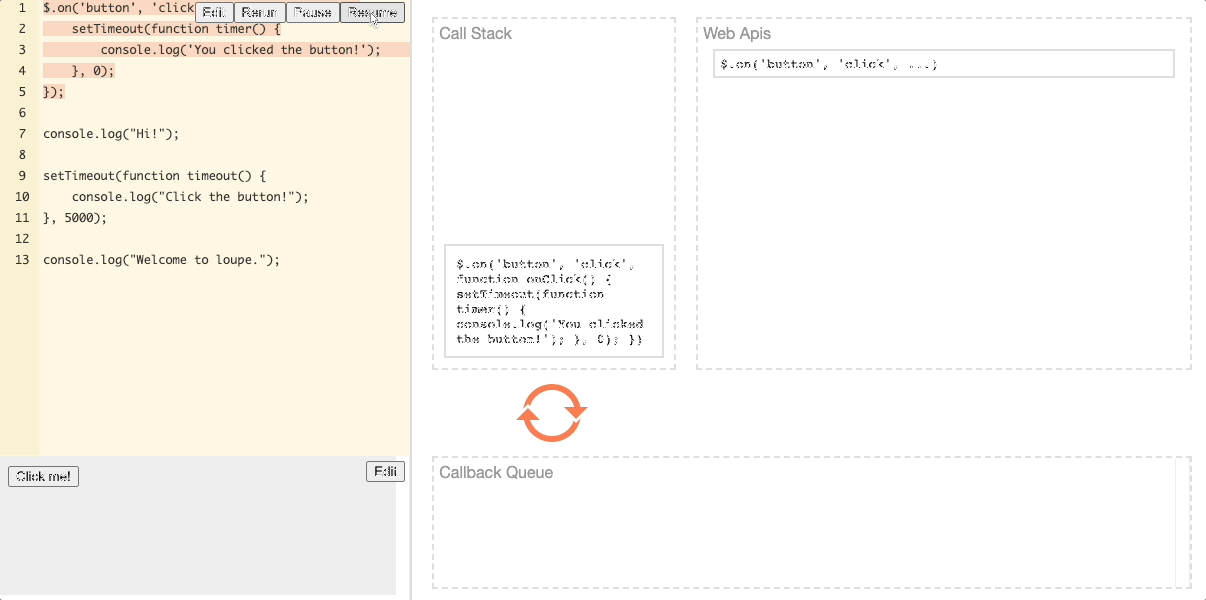 1 $.on('button', 'click
Edit Rerun Pause Resume
2 setTimeout(function timer() {
3 console.log('You clicked the button!');
4 }, 0);
5 });
6
7 console.log("Hi!");
8
9 setTimeout(function timeout() {
10 console.log("Click the button!");
11 }, 5000);
12
13 console.log("Welcome to loupe.");
Click me!
Edit
Call Stack
$.on('button', 'click',
function onClick() {
setTimeout(function
timer() {
console.log('You clicked
the button!'); }, 0); })
Web Apis
$.on('button', 'click', ...)
Callback Queue